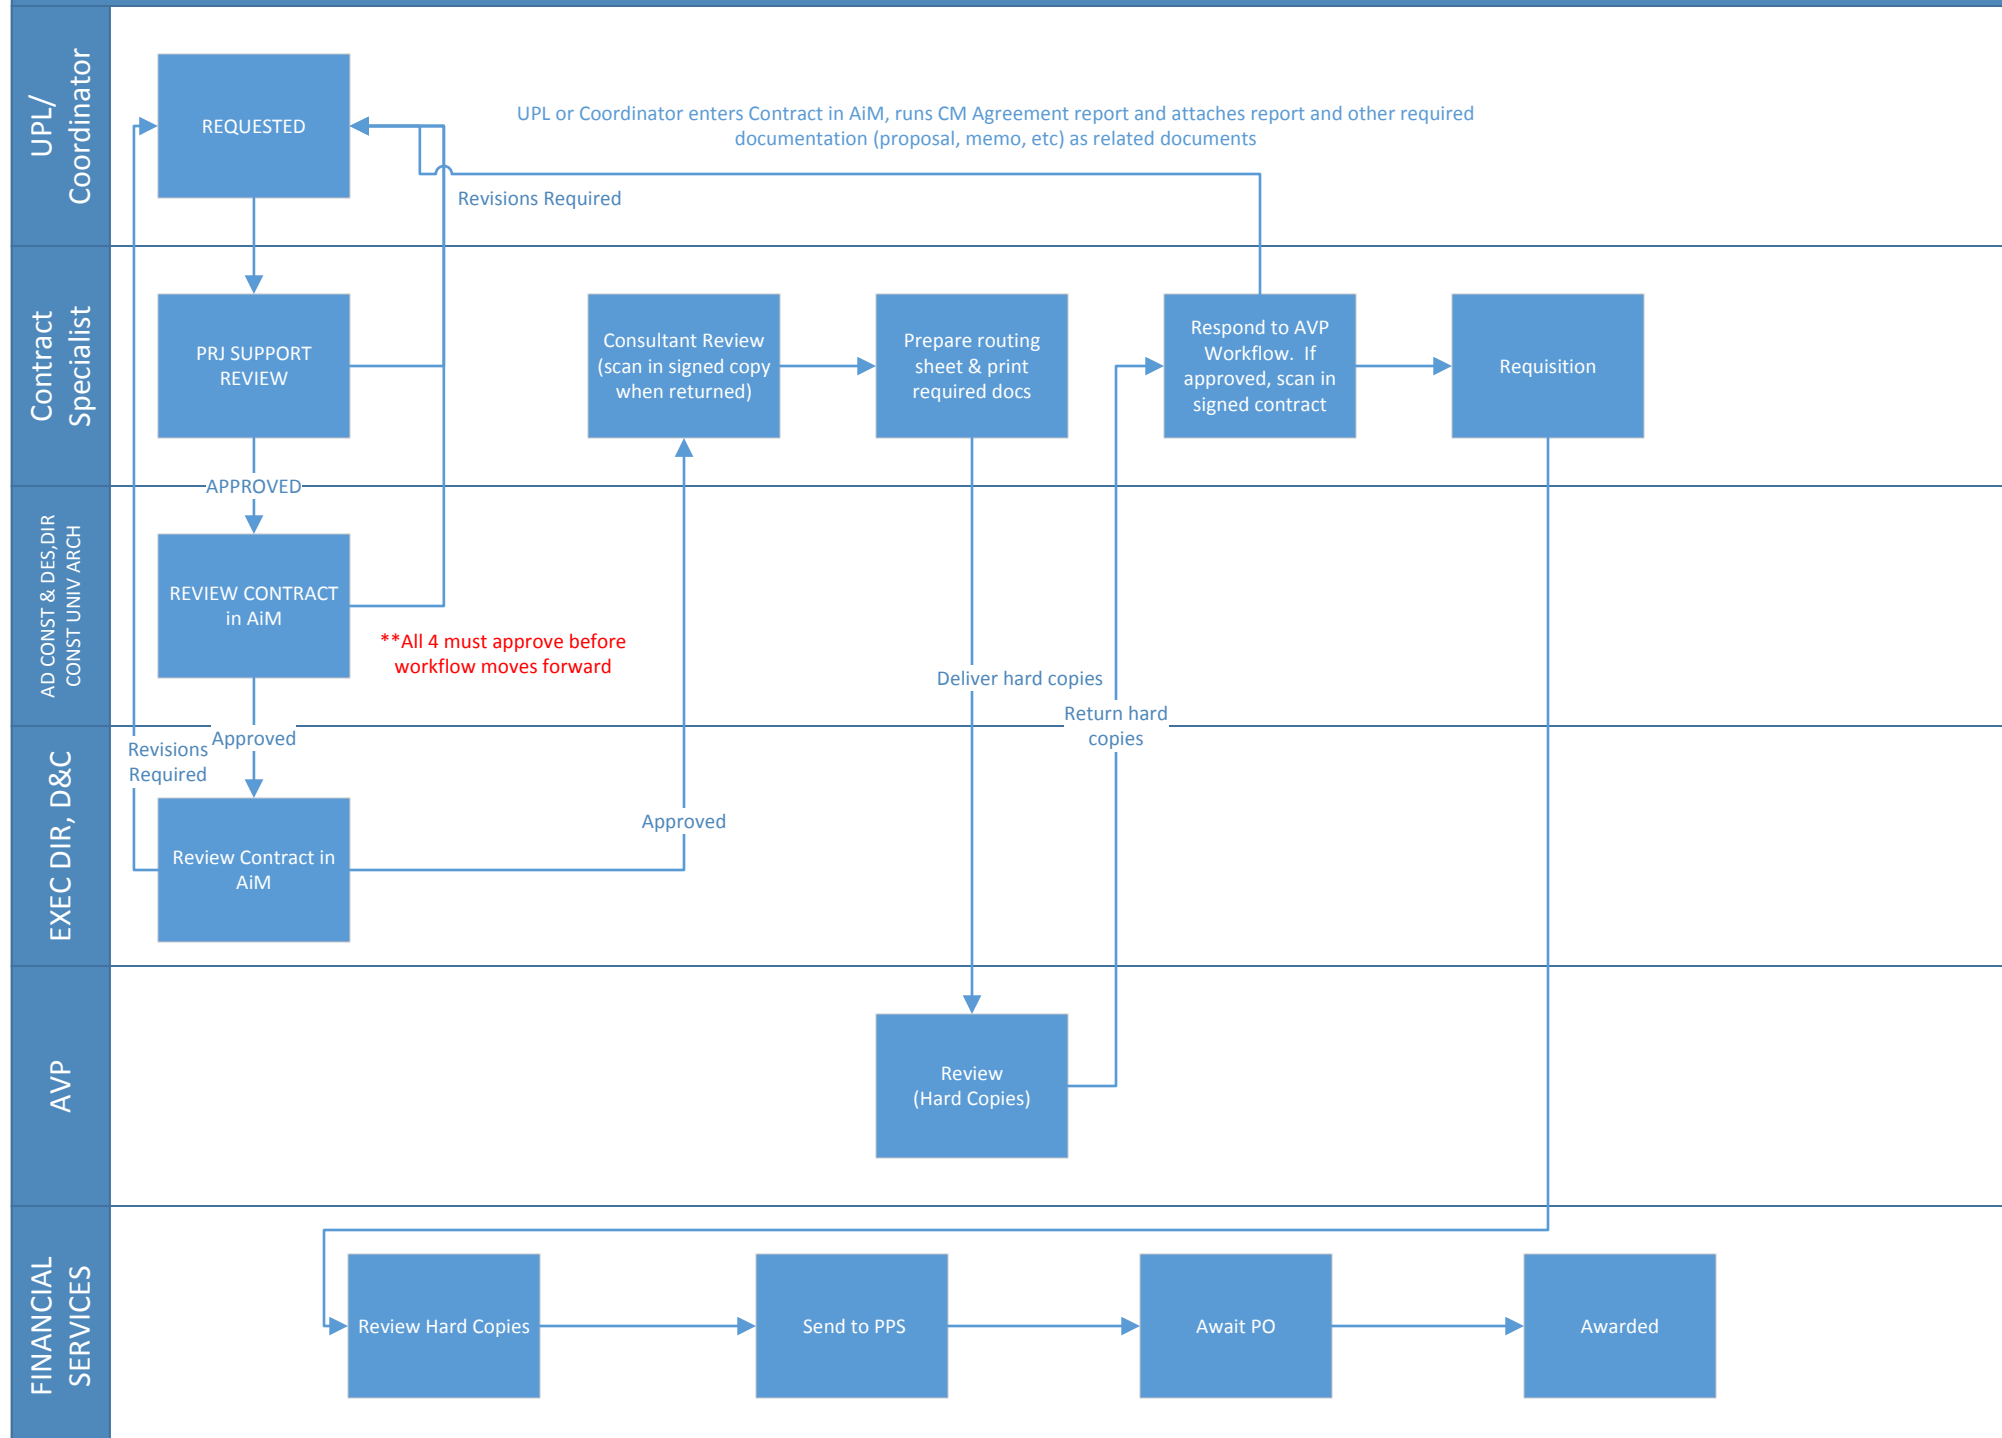 UPL/
Coordinator
REQUESTED
UPL or Coordinator enters Contract in AiM, runs CM Agreement report and attaches report and other required
documentation (proposal, memo, etc) as related documents
Revisions Required
Contract
Specialist
PRJ SUPPORT
REVIEW
Consultant Review
(scan in signed copy
when returned)
Prepare routing
sheet & print
required docs
Respond to AVP
Workflow.  If
approved, scan in
signed contract
Requisition
APPROVED
AD CONST & DES,DIR
CONST UNIV ARCH
REVIEW CONTRACT
in AiM
**All 4 must approve before
workflow moves forward
Deliver hard copies
Return hard
copies
EXEC DIR, D&C
Approved
Revisions
Required
Review Contract in
AiM
Approved
AVP
Review
(Hard Copies)
FINANCIAL
SERVICES
Review Hard Copies
Send to PPS
Await PO
Awarded